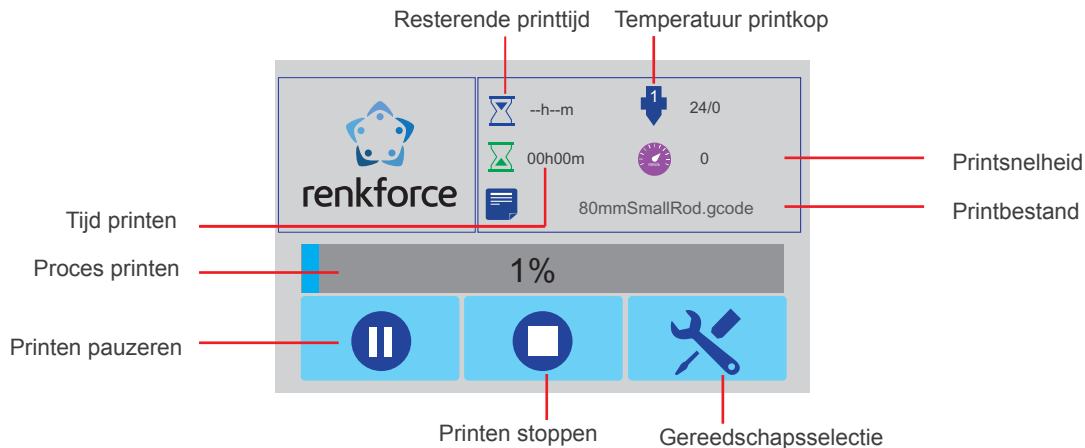 Resterende printtijd
Temperatuur printkop
--h--m
1
24/0
00h00m
0
Printsnelheid
renkforce
80mmSmallRod.gcode
Printbestand
Tijd printen
Proces printen
1%
Printen pauzeren
Printen stoppen
Gereedschapsselectie